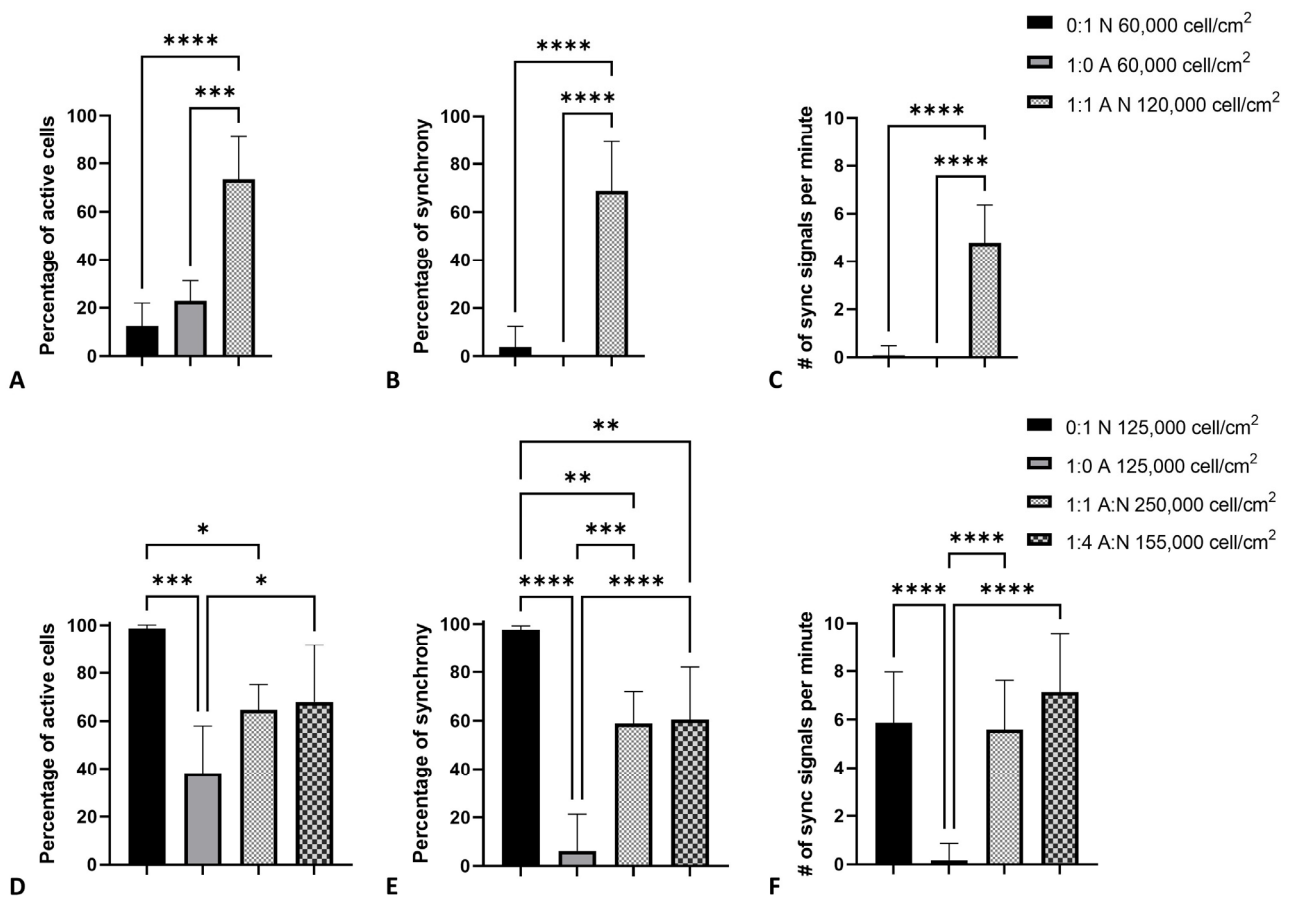 0:1 N 60,000 cell/cm²
1:0 A 60,000 cell/cm²
1:1 A N 120,000 cell/cm²
****
***
Percentage of active cells
100
80
60
40
20
0
A
****
****
Percentage of synchrony
100
80
60
40
20
0
B
****
****
# of sync signals per minute
10
8
6
4
2
0
C
0:1 N 125,000 cell/cm²
1:0 A 125,000 cell/cm²
1:1 A:N 250,000 cell/cm²
1:4 A:N 155,000 cell/cm²
*
***
*
Percentage of active cells
100
80
60
40
20
0
D
**
**
***
****
****
Percentage of synchrony
100
80
60
40
20
0
E
****
****
****
# of sync signals per minute
10
8
6
4
2
0
F